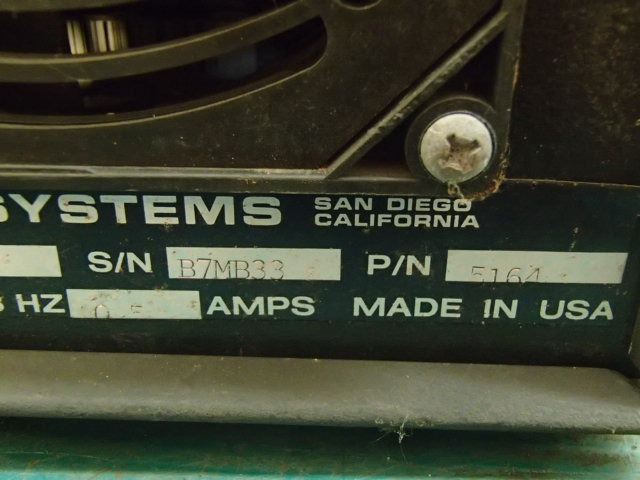 SYSTEMS SAN DIEGO
CALIFORNIA
S/N B7MB33 P/N 5164
HZ AMPS MADE IN USA